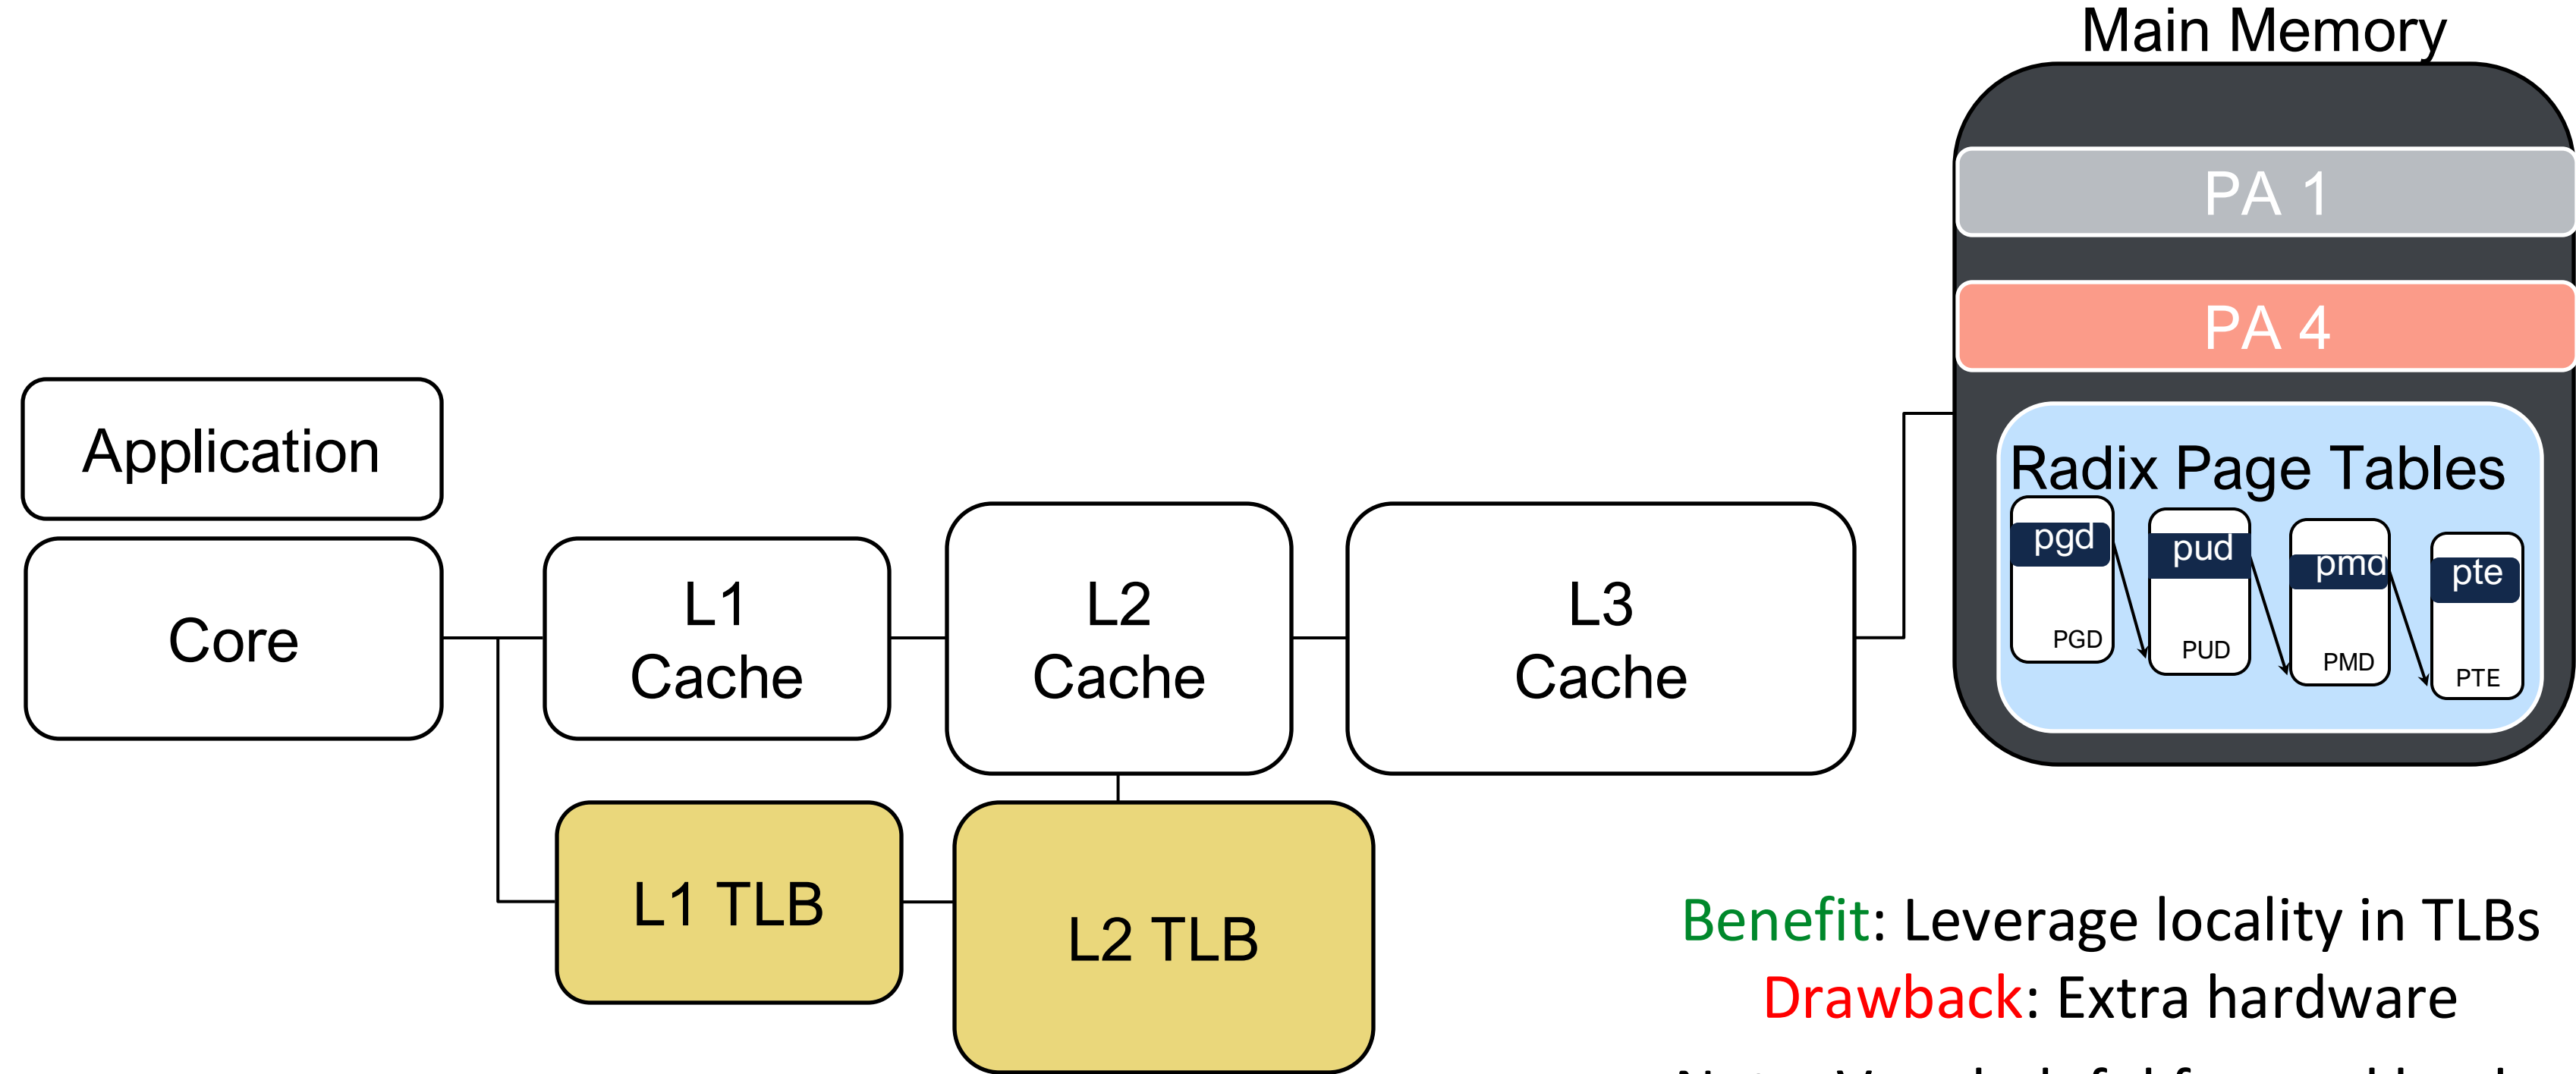 Main Memory
PA 1
PA 4
Application
Core
L1
Cache
L2
Cache
L3
Cache
Radix Page Tables
pgd
PGD
pud
PUD
pmd
PMD
pte
PTE
L1 TLB
L2 TLB
Benefit: Leverage locality in TLBs
Drawback: Extra hardware